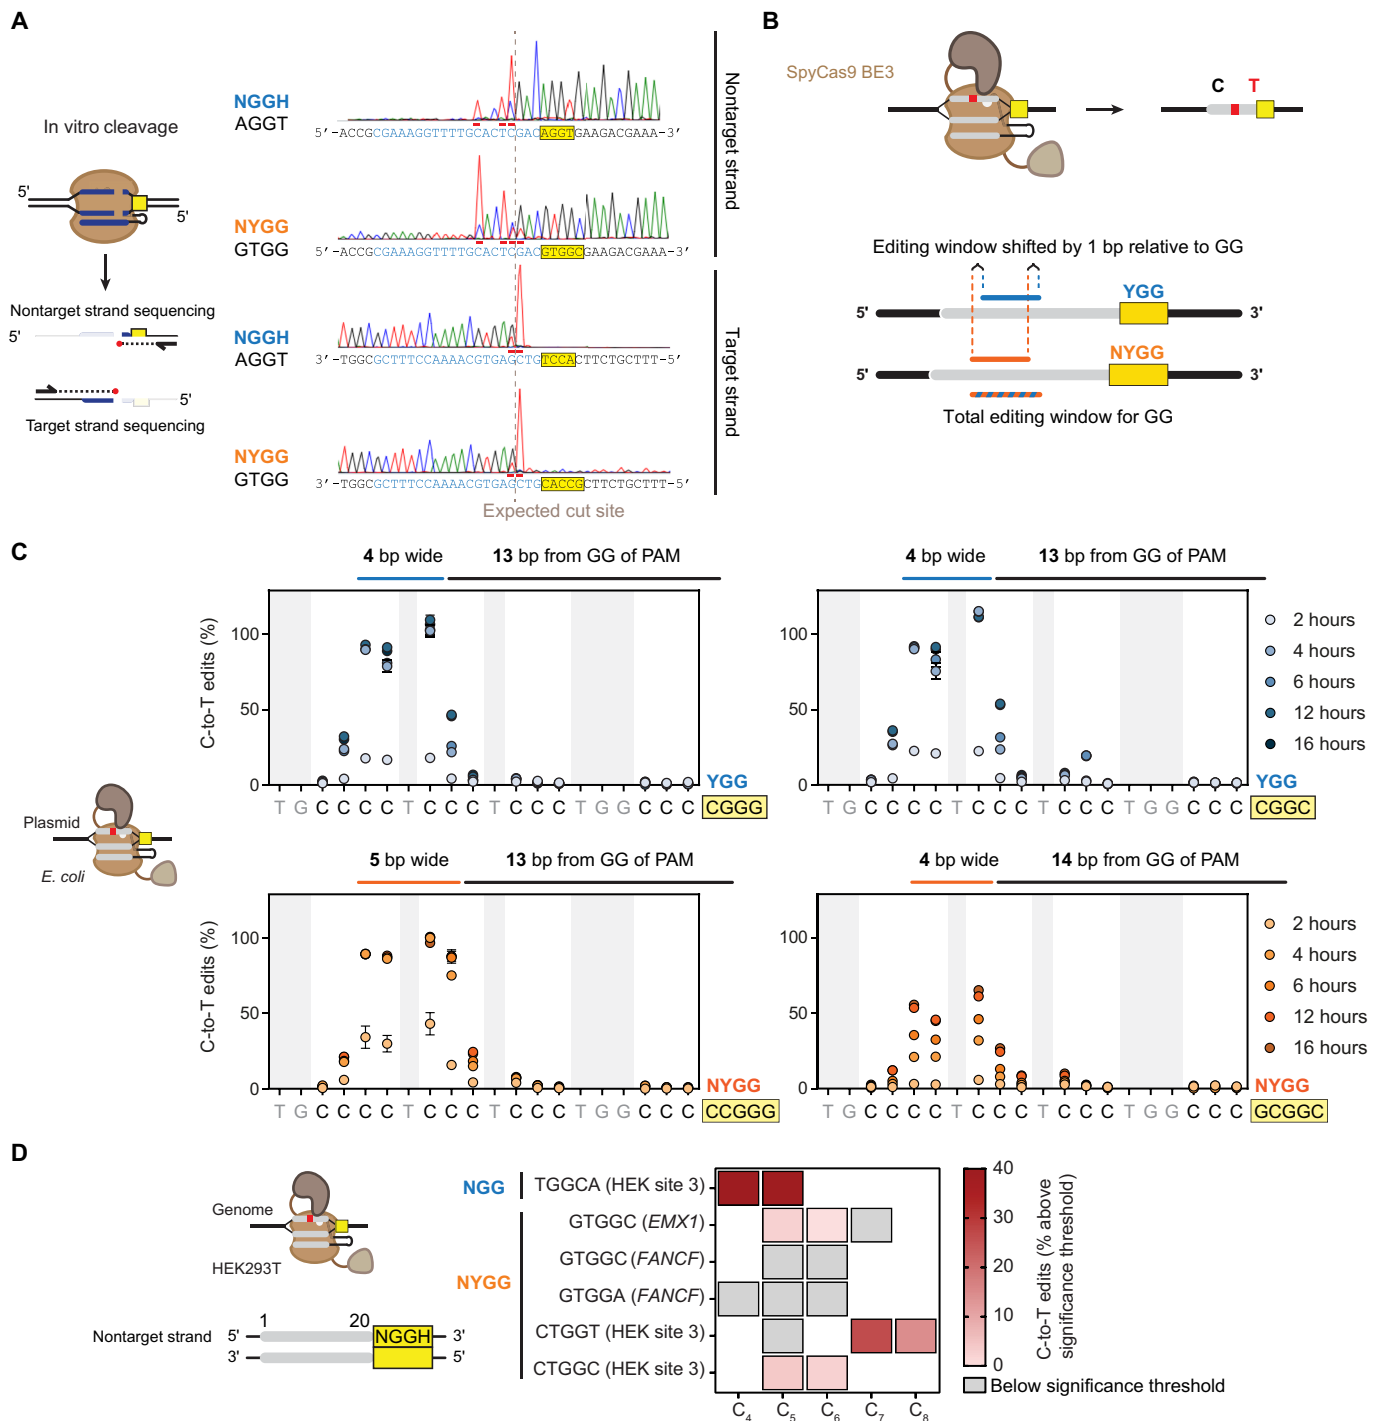 A
In vitro cleavage
5'
5'
Nontarget strand sequencing
5'
5'
Target strand sequencing
NGGH
AGGT
5′-ACCGCGAAAGGTTTTGCACTCGACAGGTGAAGACGAAA-3′
NYGG
GTGG
5′-ACCGCGAAAGGTTTTGCACTCGACGTGGCGAAGACGAAA-3′
Nontarget strand
NGGH
AGGT
3′-TGGCGCTTTCCAAAACGTGAGCTGTCCACTTCTGCTTT-5′
NYGG
GTGG
3′-TGGCGCTTTCCAAAACGTGAGCTGCACCGCTTCTGCTTT-5′
Target strand
Expected cut site
B
SpyCas9 BE3
C T
Editing window shifted by 1 bp relative to GG
YGG
5' 3'
NYGG
5' 3'
Total editing window for GG
C
Plasmid
E. coli
4 bp wide 13 bp from GG of PAM
C-to-T edits (%)
100
50
0
YGG
T G C C C C T C C C T C C C T G G C C C CGGG
4 bp wide 13 bp from GG of PAM
100
50
0
YGG
T G C C C C T C C C T C C C T G G C C C CGGC
2 hours
4 hours
6 hours
12 hours
16 hours
5 bp wide 13 bp from GG of PAM
C-to-T edits (%)
100
50
0
NYGG
T G C C C C T C C C T C C C T G G C C C CCGGG
4 bp wide 14 bp from GG of PAM
100
50
0
NYGG
T G C C C C T C C C T C C C T G G C C C GCGGC
2 hours
4 hours
6 hours
12 hours
16 hours
D
Genome
HEK293T
1 20
Nontarget strand 5' NGGH 3'
3' 5'
NGG
NYGG
TGGCA (HEK site 3)
GTGGC (EMX1)
GTGGC (FANCF)
GTGGA (FANCF)
CTGGT (HEK site 3)
CTGGC (HEK site 3)
C4 C5 C6 C7 C8
40
30
20
10
0
C-to-T edits (% above
significance threshold)
Below significance threshold